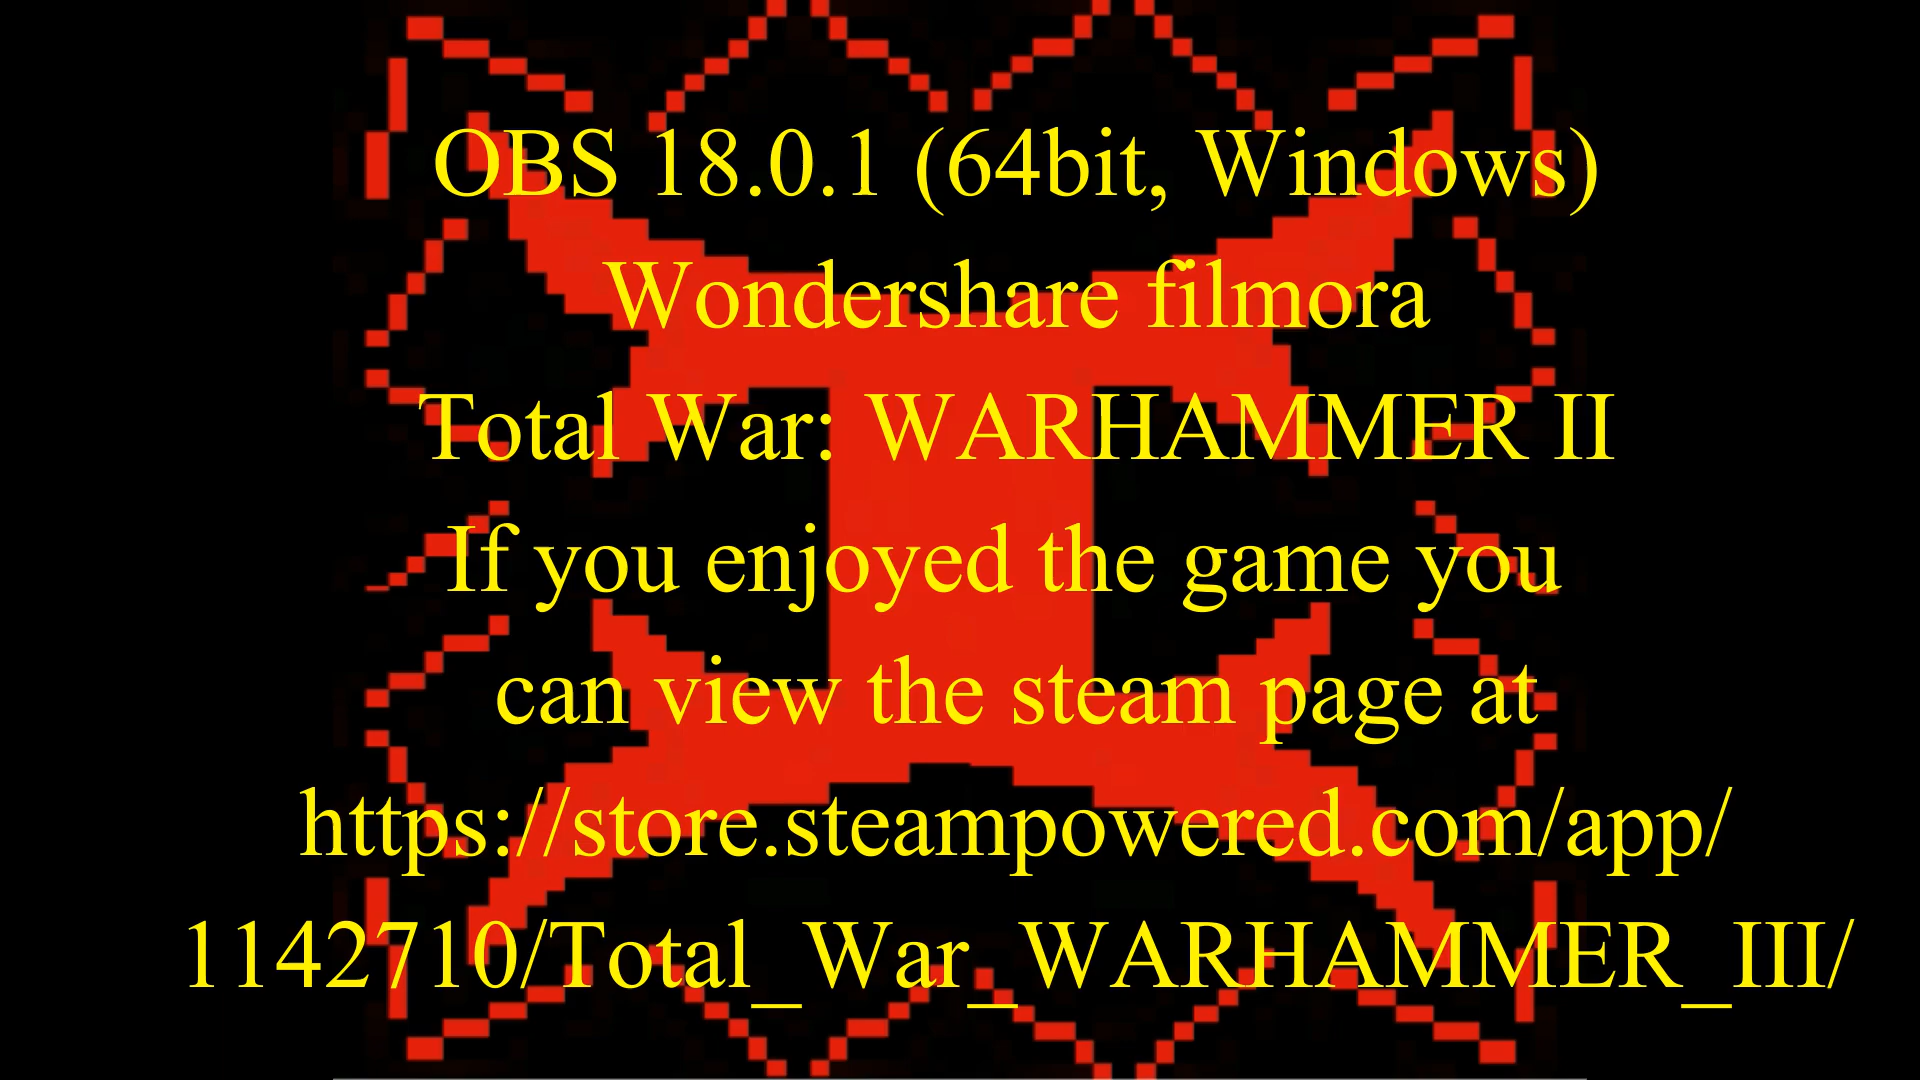 OBS 18.0.1 (64bit, Windows)
Wondershare filmora
Total War: WARHAMMER II
If you enjoyed the game you
can view the steam page at
https://store.steampowered.com/app/
1142710/Total_War_WARHAMMER_III/